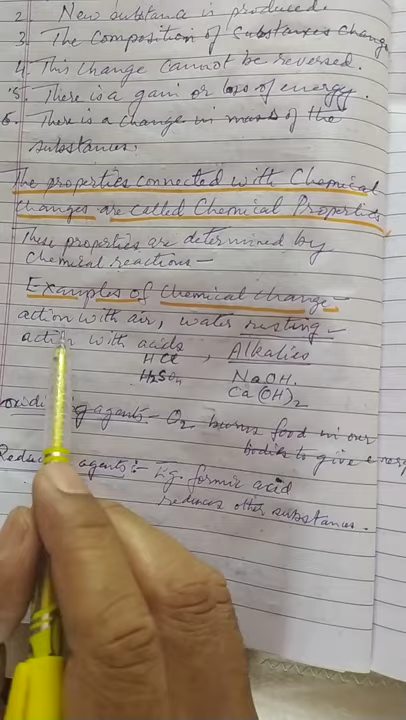 2. New substance is produced.
3. The Composition of Substances Change
4. This change cannot be reversed.
5. There is a gain or loss of energy.
6. There is a change in mass of the
substances.
The properties connected with Chemical
changes are called Chemical Properties
These properties are determined by
chemical reactions-
Examples of Chemical change-
action with air, water rusting-
action with acids , Alkalies
HCl
H2SO4 NaOH.
Ca(OH)2
agents:- O2 burns food in our
bodies to give
agents:- Eg. formic acid
reduces other substances.